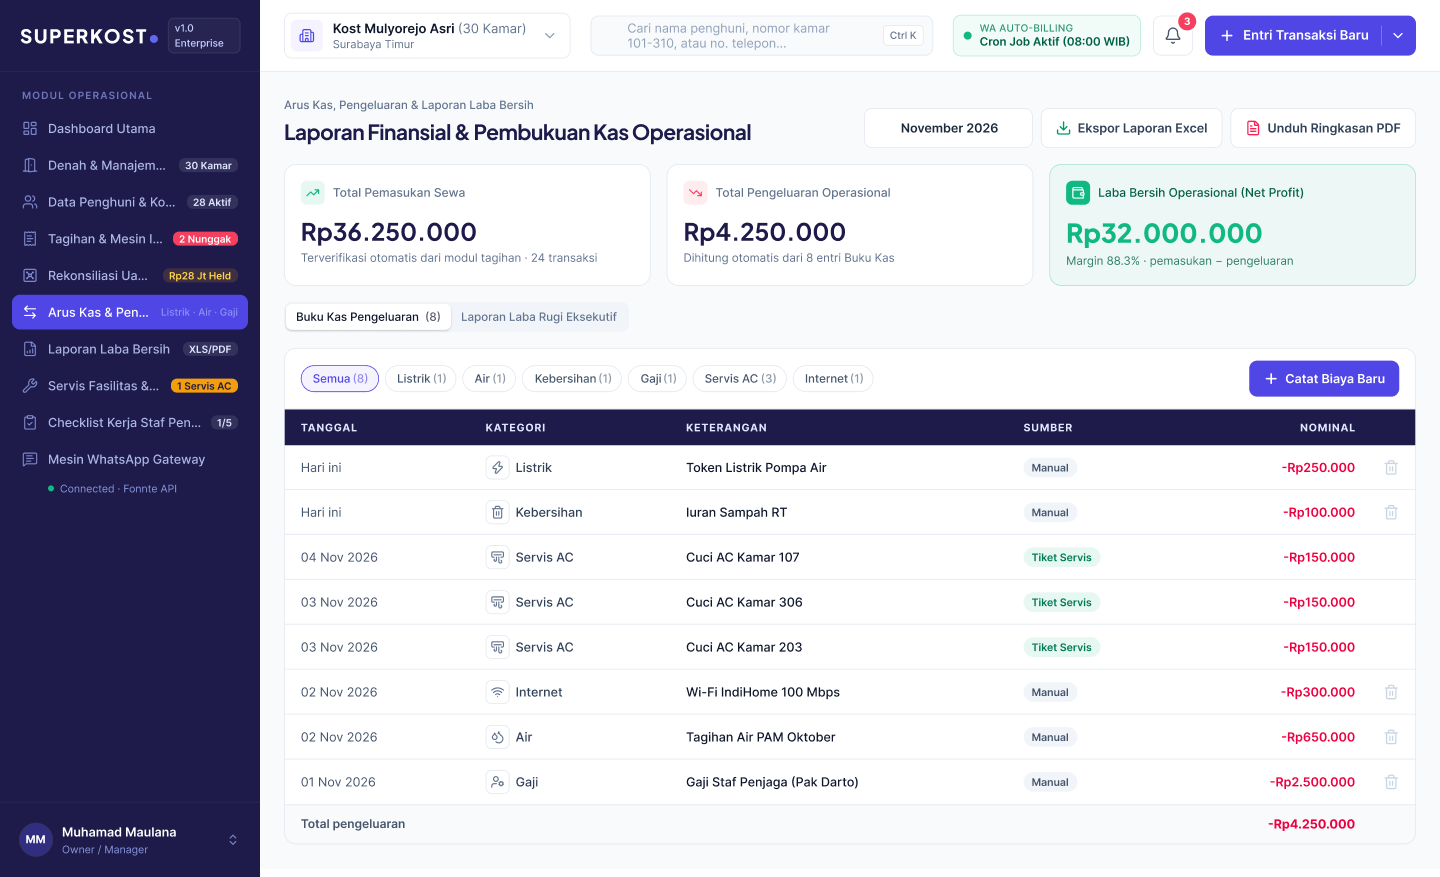 SUPERKOST
v1.0
Enterprise
MODUL OPERASIONAL
Dashboard Utama
Denah & Manajem... 30 Kamar
Data Penghuni & Ko... 28 Aktif
Tagihan & Mesin I... 2 Nunggak
Rekonsiliasi Ua... Rp28 Jt Held
Arus Kas & Pen... Listrik · Air · Gaji
Laporan Laba Bersih XLS/PDF
Servis Fasilitas &... 1 Servis AC
Checklist Kerja Staf Pen... 1/5
Mesin WhatsApp Gateway
Connected · Fonnte API
MM
Muhamad Maulana
Owner / Manager
Kost Mulyorejo Asri (30 Kamar)
Surabaya Timur
Cari nama penghuni, nomor kamar
101-310, atau no. telepon...
Ctrl K
WA AUTO-BILLING
Cron Job Aktif (08:00 WIB)
3
Entri Transaksi Baru
Arus Kas, Pengeluaran & Laporan Laba Bersih
Laporan Finansial & Pembukuan Kas Operasional
November 2026
Ekspor Laporan Excel
Unduh Ringkasan PDF
Total Pemasukan Sewa
Rp36.250.000
Terverifikasi otomatis dari modul tagihan · 24 transaksi
Total Pengeluaran Operasional
Rp4.250.000
Dihitung otomatis dari 8 entri Buku Kas
Laba Bersih Operasional (Net Profit)
Rp32.000.000
Margin 88.3% · pemasukan − pengeluaran
Buku Kas Pengeluaran (8)
Laporan Laba Rugi Eksekutif
Semua (8)
Listrik (1)
Air (1)
Kebersihan (1)
Gaji (1)
Servis AC (3)
Internet (1)
Catat Biaya Baru
TANGGAL KATEGORI KETERANGAN SUMBER NOMINAL
Hari ini Listrik Token Listrik Pompa Air Manual -Rp250.000
Hari ini Kebersihan Iuran Sampah RT Manual -Rp100.000
04 Nov 2026 Servis AC Cuci AC Kamar 107 Tiket Servis -Rp150.000
03 Nov 2026 Servis AC Cuci AC Kamar 306 Tiket Servis -Rp150.000
03 Nov 2026 Servis AC Cuci AC Kamar 203 Tiket Servis -Rp150.000
02 Nov 2026 Internet Wi-Fi IndiHome 100 Mbps Manual -Rp300.000
02 Nov 2026 Air Tagihan Air PAM Oktober Manual -Rp650.000
01 Nov 2026 Gaji Gaji Staf Penjaga (Pak Darto) Manual -Rp2.500.000
Total pengeluaran -Rp4.250.000